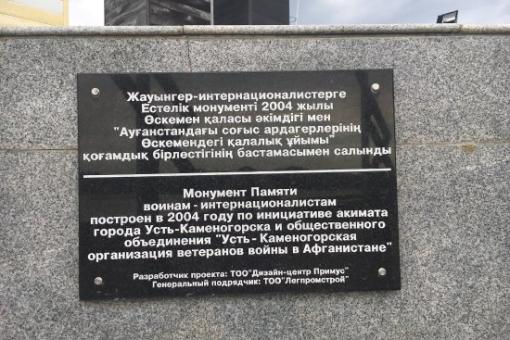 Жауынгер-интернационалистерге
Естелік монументі 2004 жылы
Өскемен қаласы әкімдігі мен
"Ауғанстандағы соғыс ардагерлерінің
Өскемендегі қалалық ұйымы"
қоғамдық бірлестігінің бастамасымен салынды
Монумент Памяти
воинам - интернационалистам
построен в 2004 году по инициативе акимата
города Усть-Каменогорска и общественного
объединения "Усть - Каменогорская
организация ветеранов войны в Афганистане"
Разработчик проекта: ТОО"Дизайн-центр Примус"
Генеральный подрядчик: ТОО"Легпромстрой"